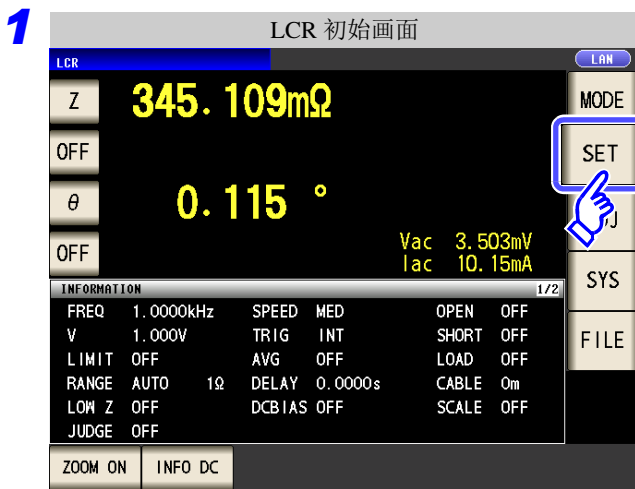 1
LCR 初始画面
LCR
LAN
Z 345.109mΩ
MODE
OFF
SET
θ 0.115 °
OFF
Vac 3.503mV
Iac 10.15mA
SYS
INFORMATION 1/2
FREQ 1.0000kHz SPEED MED OPEN OFF
V 1.000V TRIG INT SHORT OFF
FILE
LIMIT OFF AVG OFF LOAD OFF
RANGE AUTO 1Ω DELAY 0.0000s CABLE 0m
LOW Z OFF DCBIAS OFF SCALE OFF
JUDGE OFF
ZOOM ON INFO DC